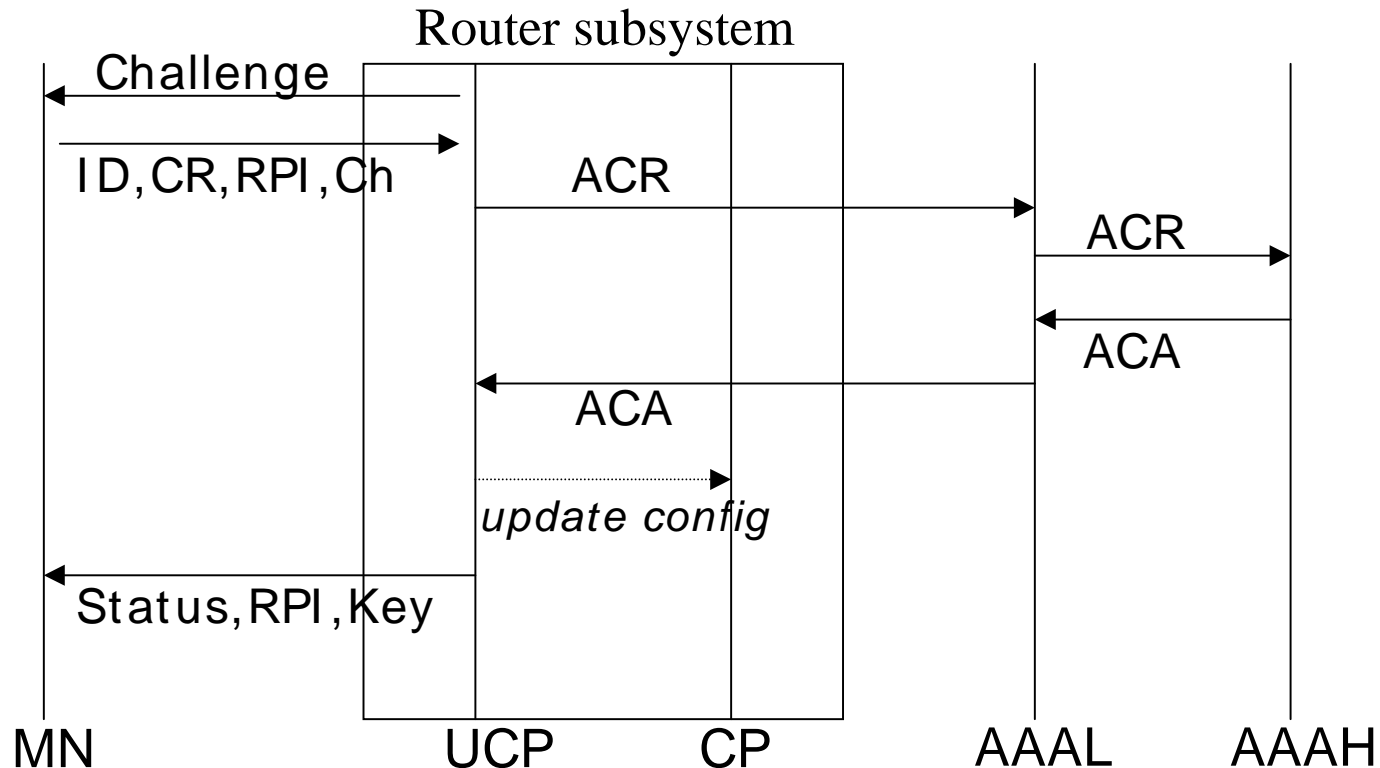 Router subsystem
Challenge
ID,CR,RPI,Ch
ACR
ACR
ACA
ACA
update config
Status,RPI,Key
MN
UCP
CP
AAAL
AAAH